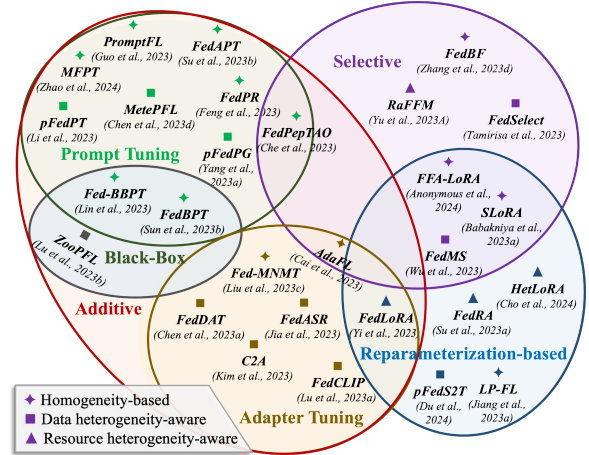 PromptFL
(Guo et al., 2023)
FedAPT
(Su et al., 2023b)
MFPT
(Zhao et al., 2024)
MetePFL
(Chen et al., 2023d)
FedPR
(Feng et al., 2023)
pFedPT
(Li et al., 2023)
FedPepTAO
(Che et al., 2023)
pFedPG
(Yang et al.,
2023a)
Prompt Tuning
Fed-BBPT
(Lin et al., 2023)
FedBPT
(Sun et al., 2023b)
ZooPFL
(Lu et al., 2023b)
Black-Box
Additive
Selective
FedBF
(Zhang et al., 2023d)
RaFFM
(Yu et al., 2023A)
FedSelect
(Tamirisa et al., 2023)
FFA-LoRA
(Anonymous et al.,
2024)
SLoRA
(Babakniya et al.,
2023a)
FedMS
(Wu et al., 2023)
AdaFL
(Cai et al., 2023)
Fed-MNMT
(Liu et al., 2023c)
FedDAT
(Chen et al., 2023a)
FedASR
(Jia et al., 2023)
C2A
(Kim et al., 2023)
FedCLIP
(Lu et al., 2023a)
Adapter Tuning
FedLoRA
(Yi et al., 2023)
HetLoRA
(Cho et al., 2024)
FedRA
(Su et al., 2023a)
Reparameterization-based
pFedS2T
(Du et al.,
2024)
LP-FL
(Jiang et al.,
2023a)
Homogeneity-based
Data heterogeneity-aware
Resource heterogeneity-aware